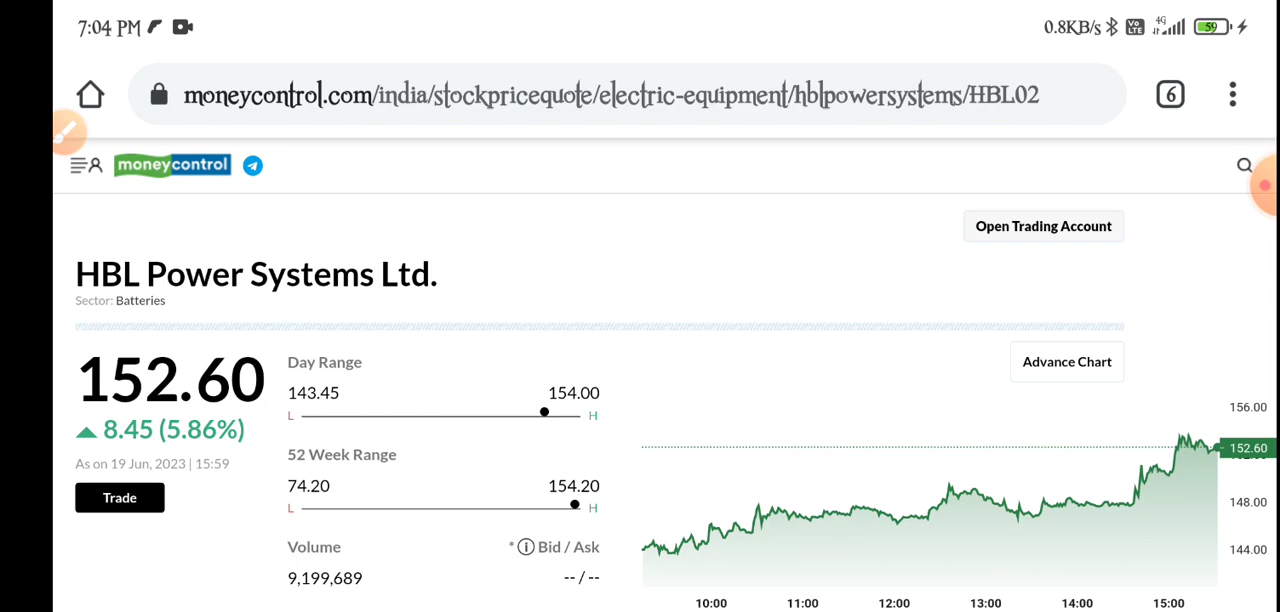 7:04 PM
0.8KB/s
Vo LTE
4G
59
moneycontrol.com/india/stockpricequote/electric-equipment/hblpowersystems/HBL02
6
moneycontrol
Open Trading Account
HBL Power Systems Ltd.
Sector: Batteries
152.60
8.45 (5.86%)
As on 19 Jun, 2023 | 15:59
Trade
Day Range
143.45 154.00
L H
52 Week Range
74.20 154.20
L H
Volume * i Bid / Ask
9,199,689 -- / --
Advance Chart
156.00
152.60
148.00
144.00
10:00 11:00 12:00 13:00 14:00 15:00